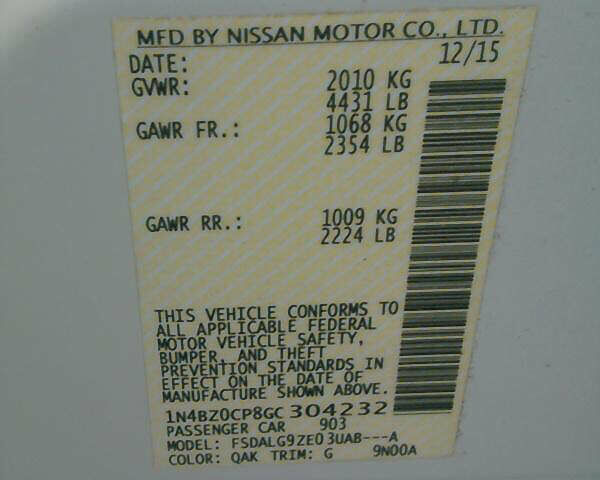 MFD BY NISSAN MOTOR CO., LTD.
DATE: 12/15
GVWR: 2010 KG
4431 LB
GAWR FR.: 1068 KG
2354 LB
GAWR RR.: 1009 KG
2224 LB
THIS VEHICLE CONFORMS TO
ALL APPLICABLE FEDERAL
MOTOR VEHICLE SAFETY,
BUMPER, AND THEFT
PREVENTION STANDARDS IN
EFFECT ON THE DATE OF
MANUFACTURE SHOWN ABOVE.
1N4BZ0CP8GC304232
PASSENGER CAR 903
MODEL: FSDALG9ZE03UAB---A
COLOR: QAK TRIM: G 9N00A